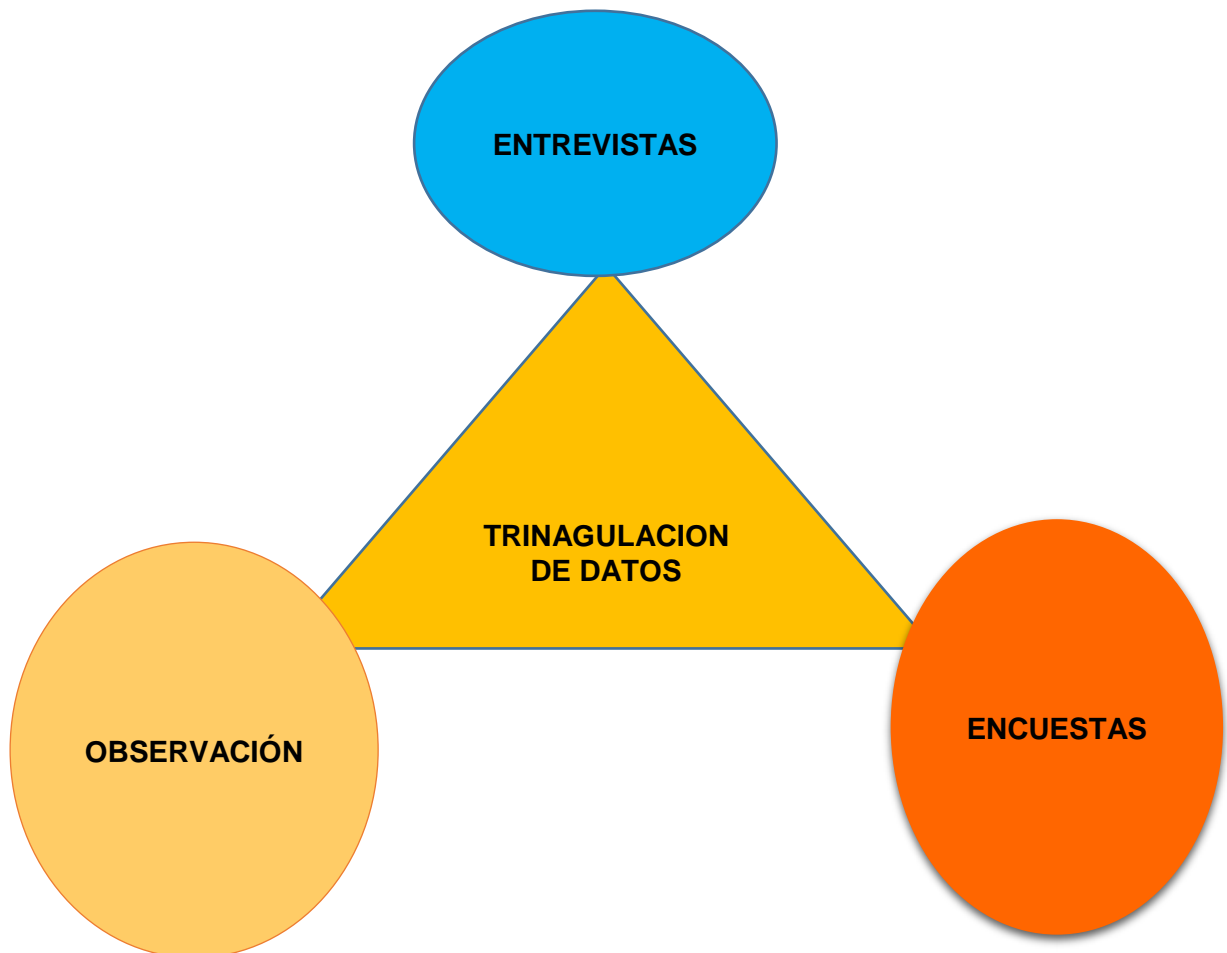 ENTREVISTAS
TRINAGULACION
DE DATOS
OBSERVACIÓN
ENCUESTAS